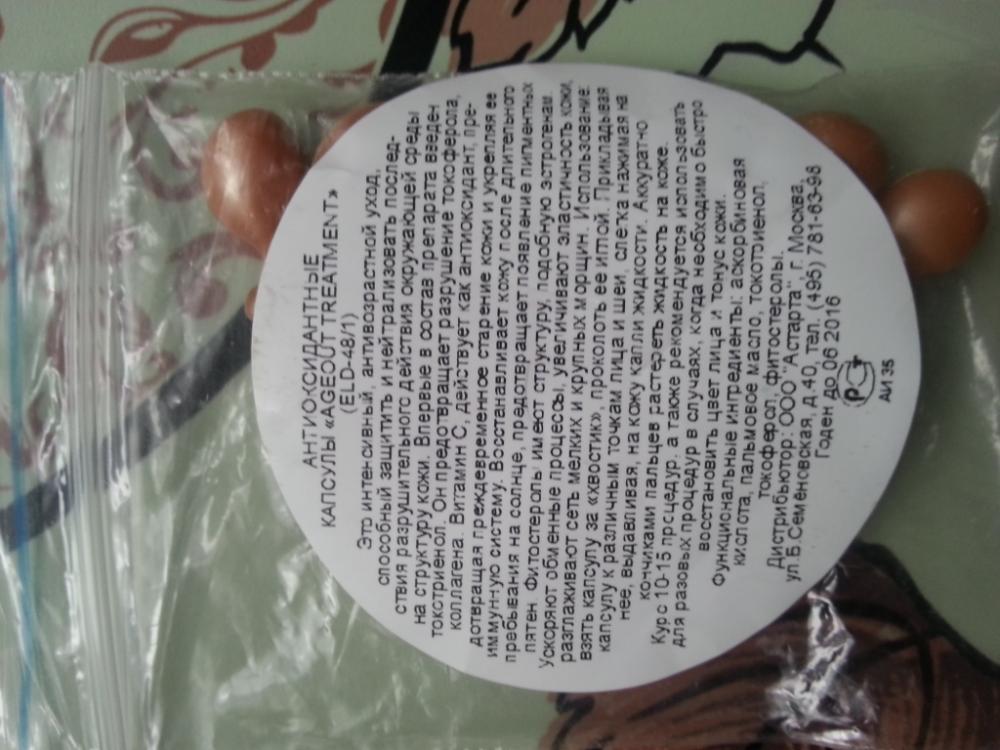 АНТИОКСИДАНТНЫЕ
КАПСУЛЫ «AGEOUT TREATMENT»
(ELD-48/1)
Это интенсивный, антивозрастной уход,
способный защитить и нейтрализовать послед-
ствия разрушительного действия окружающей среды
на структуру кожи. Впервые в состав препарата введен
токотриенол. Он предотвращает разрушение токоферола,
коллагена. Витамин С, действует как антиоксидант, пре-
дотвращая преждевременное старение кожи и укрепляя ее
иммунную систему. Восстанавливает кожу после длительного
пребывания на солнце, предотвращает появление пигментных
пятен. Фитостеролы имеют структуру, подобную эстрогенам.
Ускоряют обменные процессы, увеличивают эластичность кожи,
разглаживают сеть мелких и крупных морщин. Использование:
взять капсулу за «хвостик», проколоть ее иглой. Прикладывая
капсулу к различным точкам лица и шеи, слегка нажимая на
нее, выдавливая, на кожу капли жидкости. Аккуратно
кончиками пальцев растереть жидкость на коже.
Курс 10-15 процедур, а также рекомендуется использовать
для разовых процедур в случаях, когда необходимо быстро
восстановить цвет лица и тонус кожи.
Функциональные ингредиенты: аскорбиновая
кислота, пальмовое масло, токотриенол,
токоферол, фитостеролы.
Дистрибьютор: ООО "Астарта", г. Москва,
ул.Б.Семеновская, д.40, тел. (495) 781-63-98
Годен до 06 2016
РСТ
АИ 35